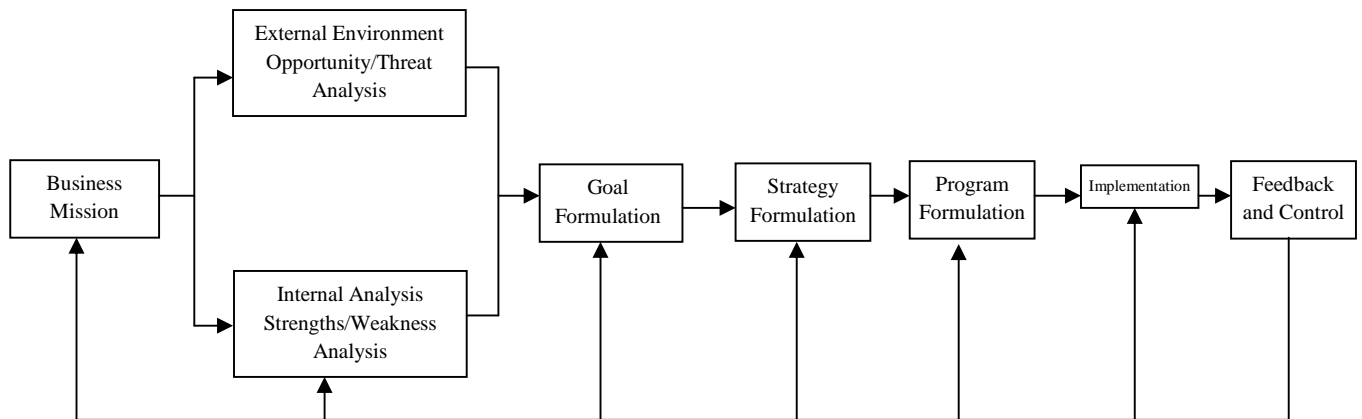 External Environment
Opportunity/Threat
Analysis
Business
Mission
Internal Analysis
Strengths/Weakness
Analysis
Goal
Formulation
Strategy
Formulation
Program
Formulation
Implementation
Feedback
and Control